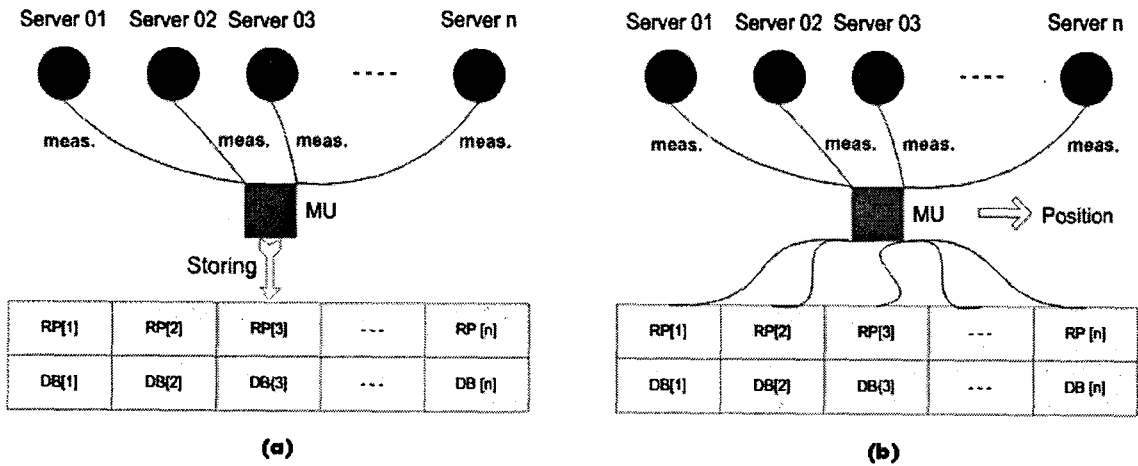 Server 01 Server 02 Server 03 Server n
meas. meas. meas. meas.
MU
Storing
RP[1] RP[2] RP[3] --- RP [n]
DB[1] DB[2] DB[3] --- DB [n]
(a)
Server 01 Server 02 Server 03 Server n
meas. meas. meas. meas.
MU Position
RP[1] RP[2] RP[3] --- RP [n]
DB[1] DB[2] DB[3] --- DB [n]
(b)